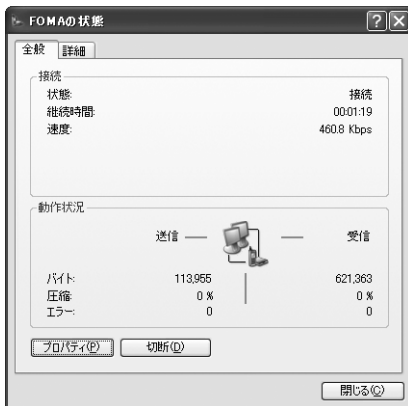 FOMAの状態
全般 詳細
接続
状態: 接続
継続時間: 00:01:19
速度: 460.8 Kbps
動作状況
送信 — — 受信
バイト: 113,955 621,363
圧縮: 0 % 0 %
エラー: 0 0
プロパティ(P) 切断(D)
閉じる(C)